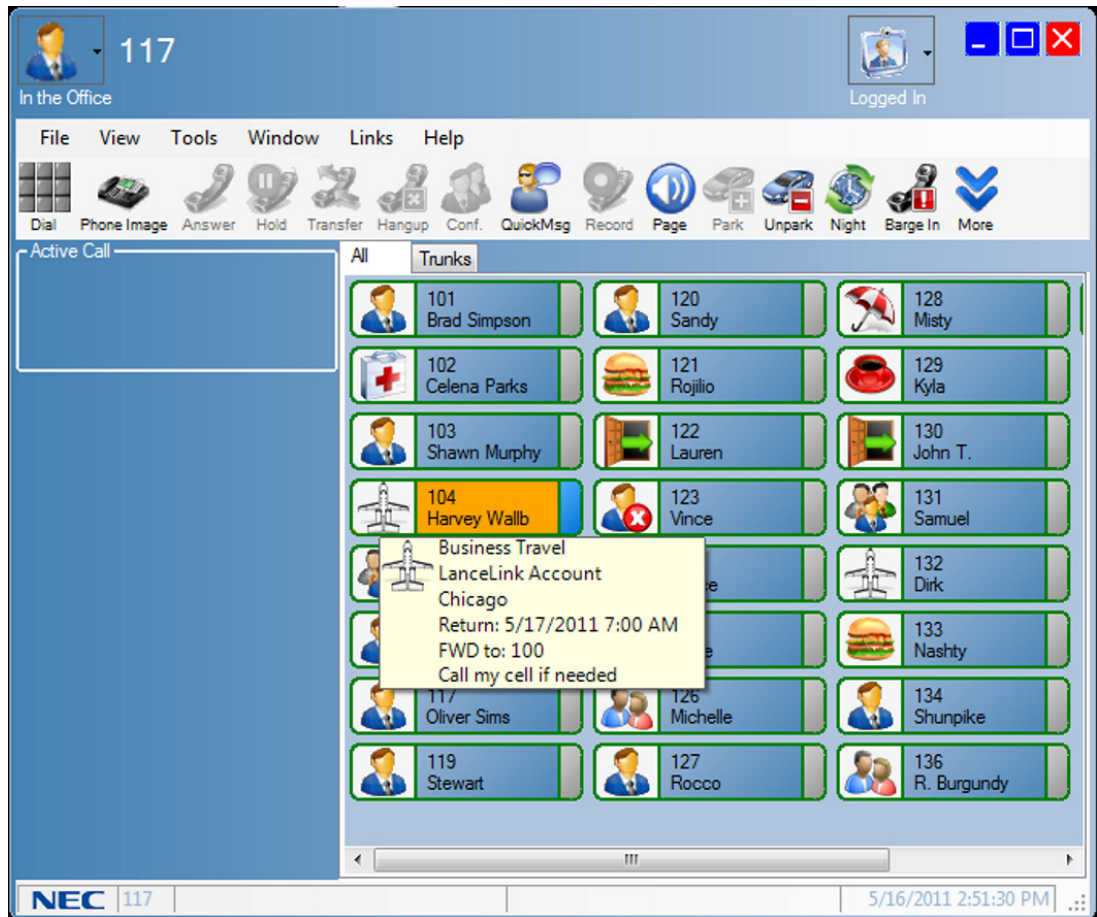 117
In the Office
Logged In
File View Tools Window Links Help
Dial Phone Image Answer Hold Transfer Hangup Conf. QuickMsg Record Page Park Unpark Night Barge In More
Active Call
All Trunks
101
Brad Simpson
120
Sandy
128
Misty
102
Celena Parks
121
Rojilio
129
Kyla
103
Shawn Murphy
122
Lauren
130
John T.
104
Harvey Wallb
123
Vince
131
Samuel
Business Travel
LanceLink Account
Chicago
Return: 5/17/2011 7:00 AM
FWD to: 100
Call my cell if needed
132
Dirk
133
Nashty
117
Oliver Sims
126
Michelle
134
Shunpike
119
Stewart
127
Rocco
136
R. Burgundy
NEC 117 5/16/2011 2:51:30 PM